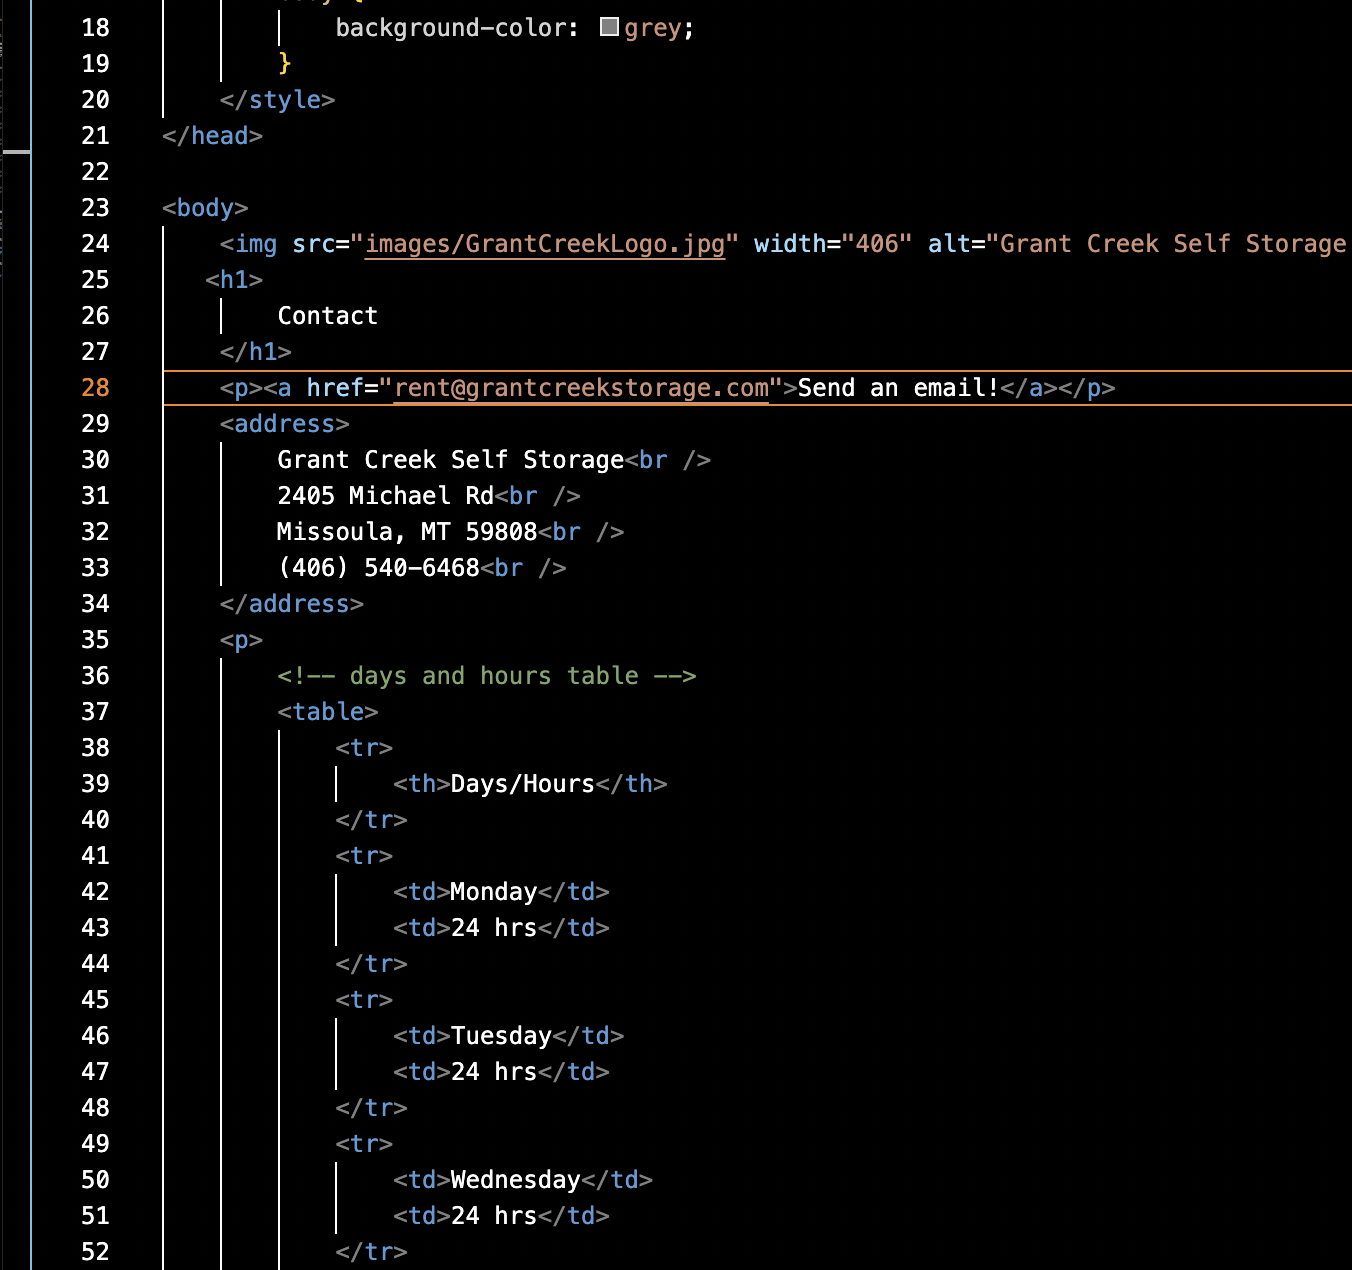 18 background-color: grey;
19 }
20 </style>
21 </head>
22
23 <body>
24 <img src="images/GrantCreekLogo.jpg" width="406" alt="Grant Creek Self Storage
25 <h1>
26 Contact
27 </h1>
28 <p><a href="rent@grantcreekstorage.com">Send an email!</a></p>
29 <address>
30 Grant Creek Self Storage<br />
31 2405 Michael Rd<br />
32 Missoula, MT 59808<br />
33 (406) 540-6468<br />
34 </address>
35 <p>
36 <!-- days and hours table -->
37 <table>
38 <tr>
39 <th>Days/Hours</th>
40 </tr>
41 <tr>
42 <td>Monday</td>
43 <td>24 hrs</td>
44 </tr>
45 <tr>
46 <td>Tuesday</td>
47 <td>24 hrs</td>
48 </tr>
49 <tr>
50 <td>Wednesday</td>
51 <td>24 hrs</td>
52 </tr>